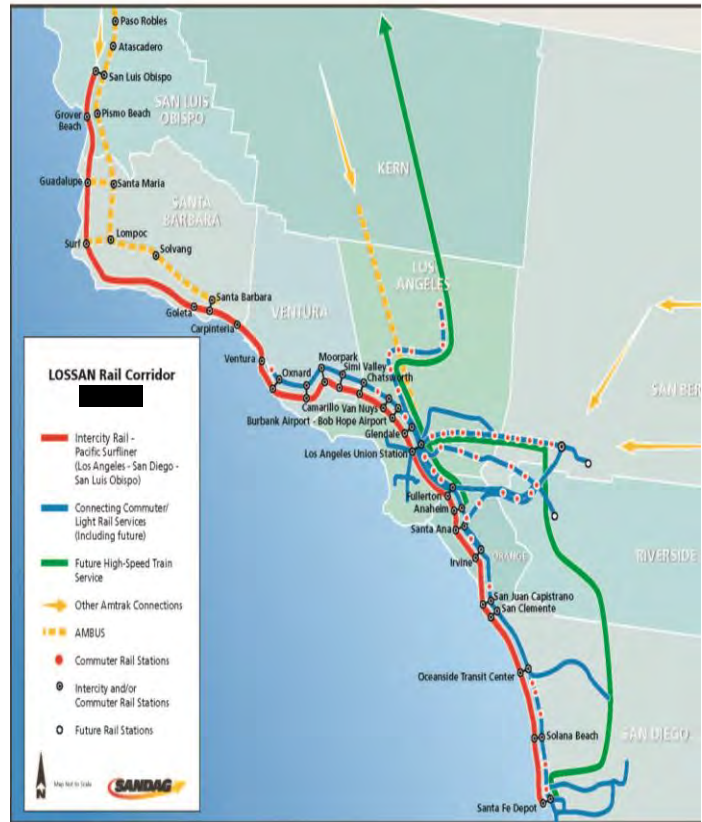 Paso Robles
Atascadero
San Luis Obispo
SAN LUIS
OBISPO
Pismo Beach
Grover
Beach
KERN
Guadalupe
Santa Maria
SANTA
BARBARA
Lompoc
Surf
Solvang
LOS
ANGELES
Santa Barbara
VENTURA
Goleta
Carpinteria
Moorpark
Simi Valley
Chatsworth
Ventura
Oxnard
SAN BER
Camarillo
Van Nuys
Burbank Airport - Bob Hope Airport
Glendale
Los Angeles Union Station
Fullerton
Anaheim
Santa Ana
ORANGE
Irvine
RIVERSIDE
San Juan Capistrano
San Clemente
Oceanside Transit Center
Solana Beach
SAN DIEGO
Santa Fe Depot
LOSSAN Rail Corridor
Intercity Rail -
Pacific Surfliner
(Los Angeles - San Diego -
San Luis Obispo)
Connecting Commuter/
Light Rail Services
(Including future)
Future High-Speed Train
Service
Other Amtrak Connections
AMBUS
Commuter Rail Stations
Intercity and/or
Commuter Rail Stations
Future Rail Stations
N
Map Not to Scale
SANDAG